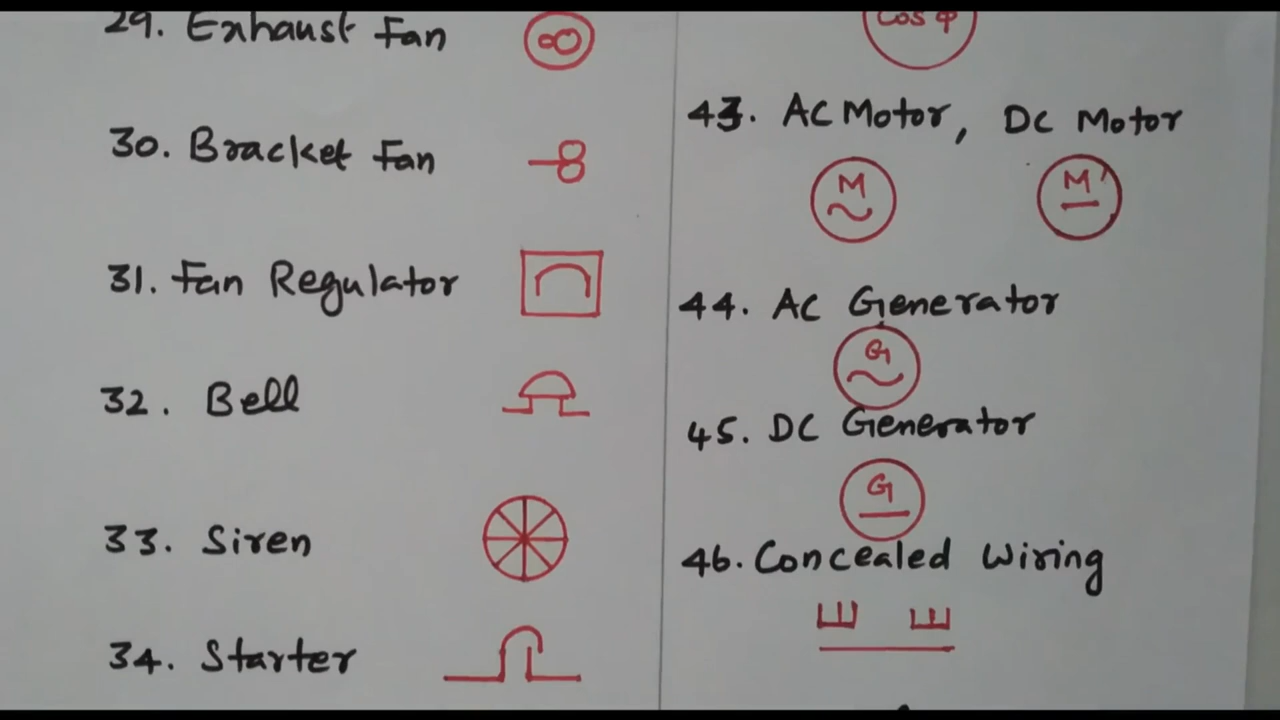 29. Exhaust Fan
30. Bracket Fan
31. Fan Regulator
32. Bell
33. Siren
34. Starter
Cos φ
43. AC Motor, DC Motor
M
M
44. AC Generator
G
45. DC Generator
G
46. Concealed Wiring